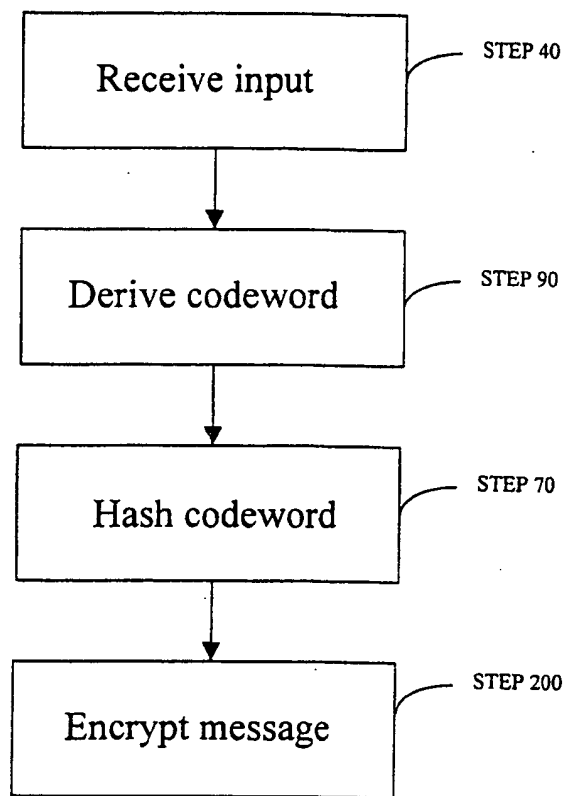 Receive input
STEP 40
Derive codeword
STEP 90
Hash codeword
STEP 70
Encrypt message
STEP 200